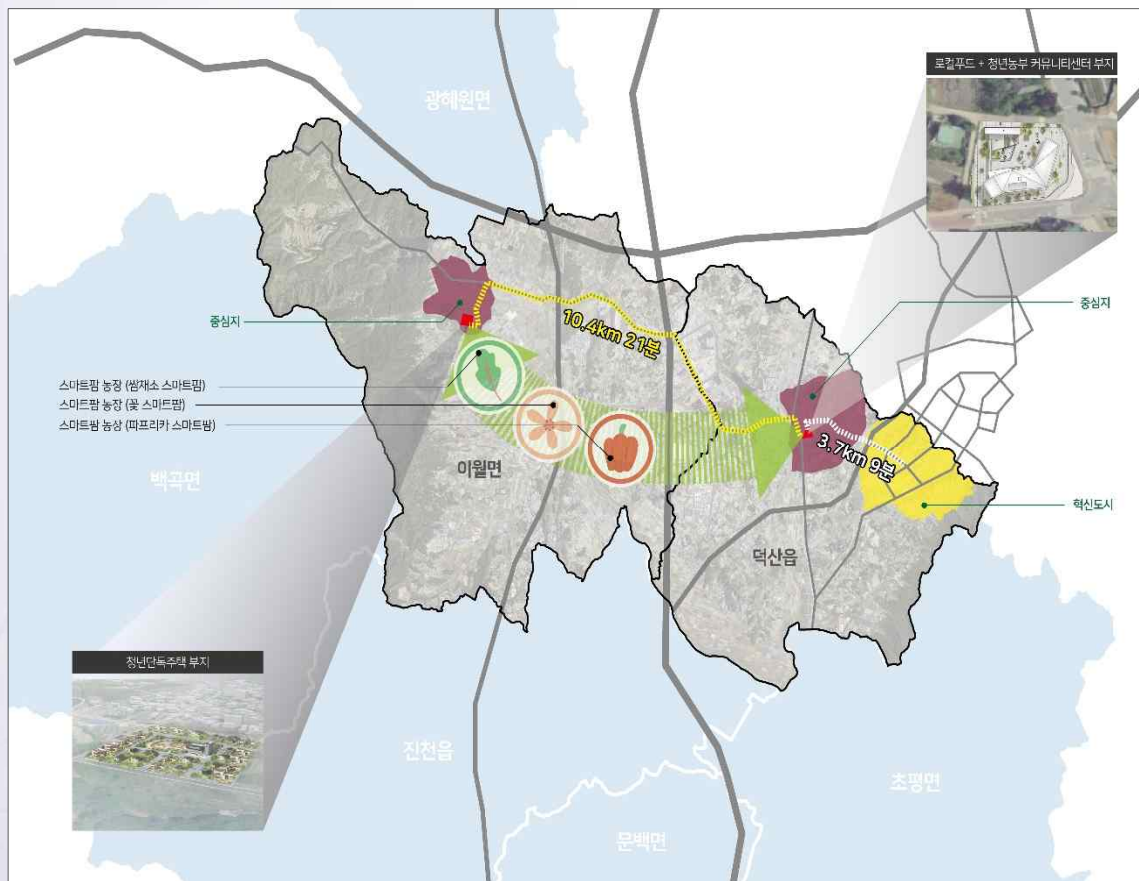 로컬푸드 + 청년농부 커뮤니티센터 부지
광혜원면
중심지
중심지
10.4km 21분
스마트팜 농장 (쌈채소 스마트팜)
스마트팜 농장 (꽃 스마트팜)
스마트팜 농장 (파프리카 스마트팜)
3.7km 9분
이월면
백곡면
혁신도시
덕산읍
청년단독주택 부지
진천읍
초평면
문백면